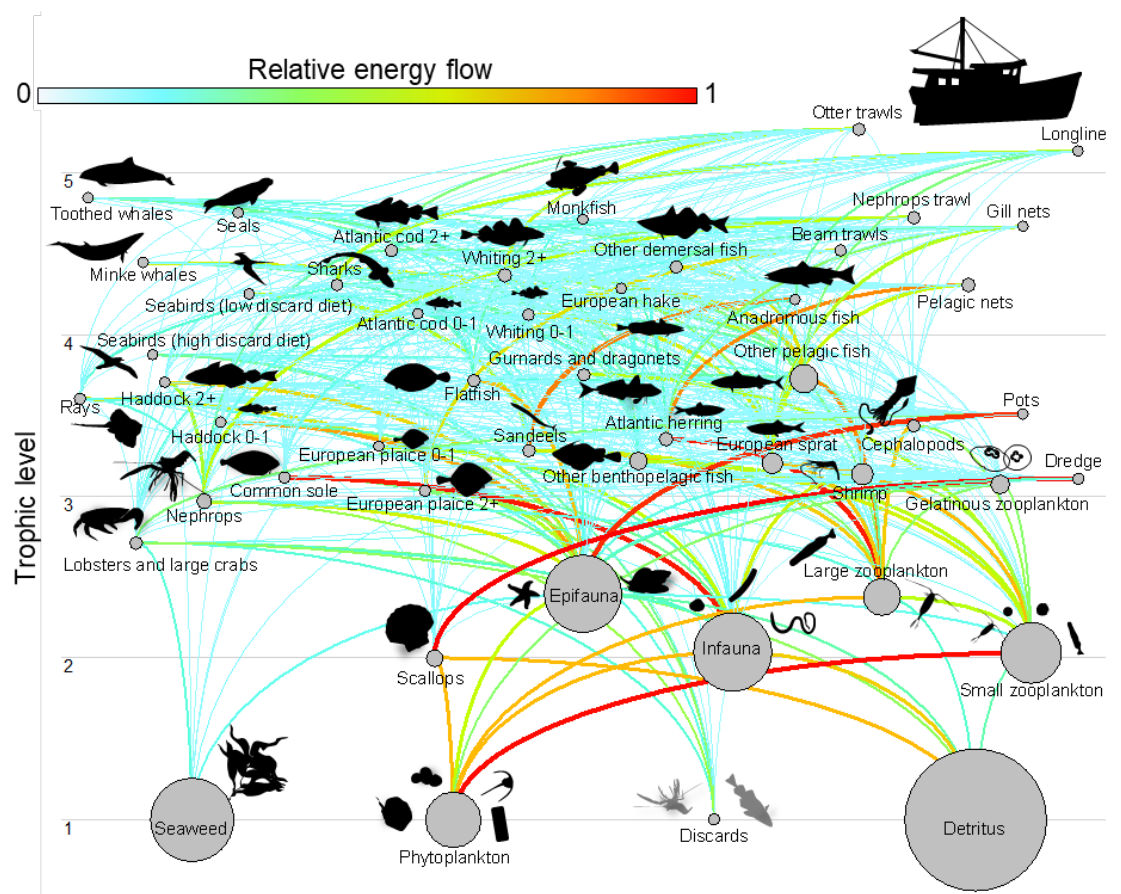 Relative energy flow
0
1
Otter trawls
Longline
5
Toothed whales
Seals
Monkfish
Nephrops trawl
Gill nets
Atlantic cod 2+
Whiting 2+
Other demersal fish
Beam trawls
Minke whales
Sharks
Seabirds (low discard diet)
European hake
Anadromous fish
Pelagic nets
Atlantic cod 0-1
Whiting 0-1
4
Seabirds (high discard diet)
Gurnards and dragonets
Other pelagic fish
Rays
Haddock 2+
Flatfish
Pots
Haddock 0-1
European plaice 0-1
Sandeels
Atlantic herring
European sprat
Cephalopods
Dredge
Common sole
Other benthopelagic fish
Shrimp
Gelatinous zooplankton
3
Nephrops
European plaice 2+
Lobsters and large crabs
Large zooplankton
Epifauna
Infauna
2
Scallops
Small zooplankton
1
Seaweed
Phytoplankton
Discards
Detritus
Trophic level